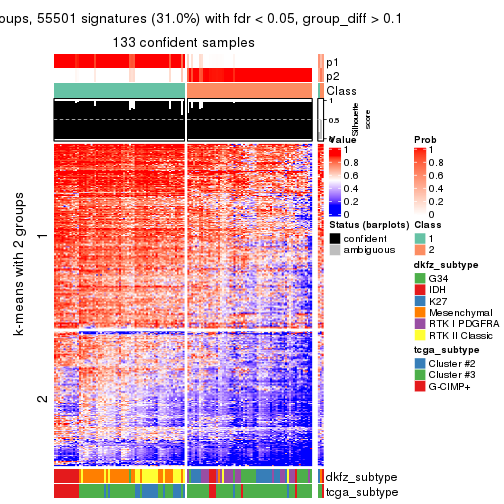 oups, 55501 signatures (31.0%) with fdr < 0.05, group_diff > 0.1
133 confident samples
p1
p2
Class
1
0.5
0
Silhouette
score
k-means with 2 groups
1
2
Value
1
0.8
0.6
0.4
0.2
0
Prob
1
0.8
0.6
0.4
0.2
0
Status (barplots)
confident
ambiguous
Class
1
2
dkfz_subtype
G34
IDH
K27
Mesenchymal
RTK I PDGFRA
RTK II Classic
tcga_subtype
Cluster #2
Cluster #3
G-CIMP+
dkfz_subtype
tcga_subtype